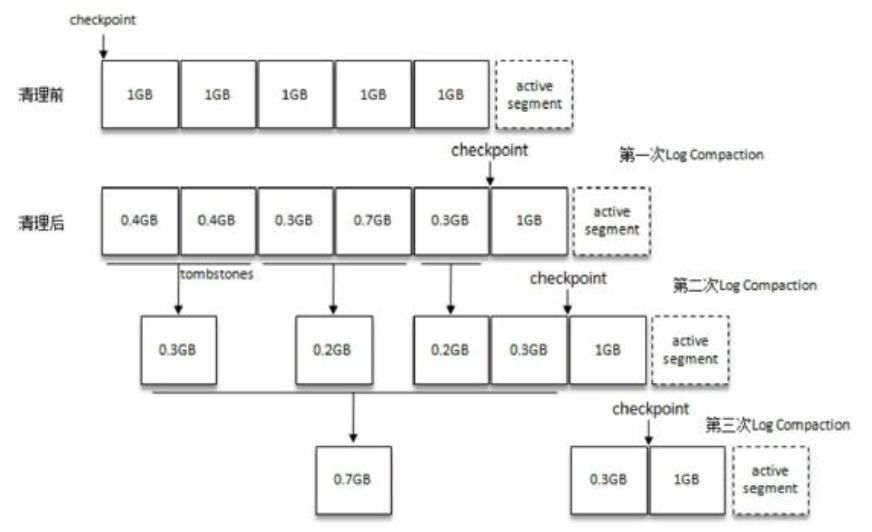 checkpoint
清理前
1GB
1GB
1GB
1GB
1GB
active
segment
checkpoint
第一次Log Compaction
清理后
0.4GB
0.4GB
0.3GB
0.7GB
0.3GB
1GB
active
segment
tombstones
checkpoint
第二次Log Compaction
0.3GB
0.2GB
0.2GB
0.3GB
1GB
active
segment
checkpoint
第三次Log Compaction
0.7GB
0.3GB
1GB
active
segment